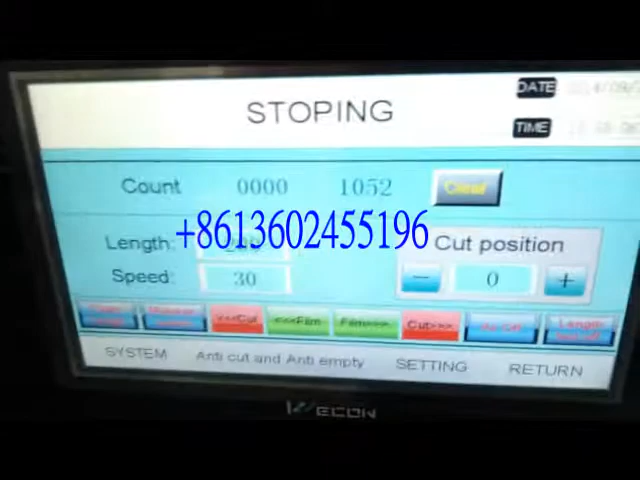 DATE
STOPING
TIME
Count 0000 1052 Clear
+8613602455196
Length: Cut position
Speed: 30 − 0 +
<<<Cut <<<Film Film>>> Cut>>>
SYSTEM Anti cut and Anti empty SETTING RETURN
WECON